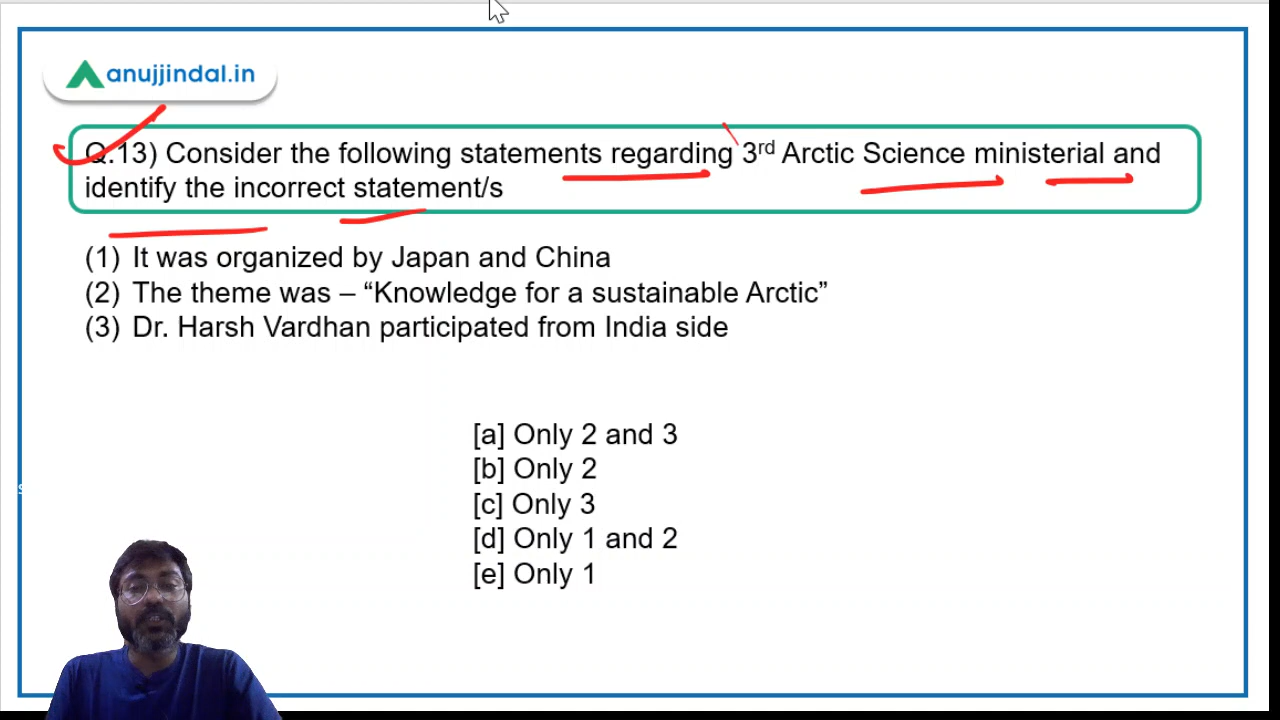 anujjindal.in
Q.13) Consider the following statements regarding 3rd Arctic Science ministerial and
identify the incorrect statement/s
(1) It was organized by Japan and China
(2) The theme was – “Knowledge for a sustainable Arctic”
(3) Dr. Harsh Vardhan participated from India side
[a] Only 2 and 3
[b] Only 2
[c] Only 3
[d] Only 1 and 2
[e] Only 1